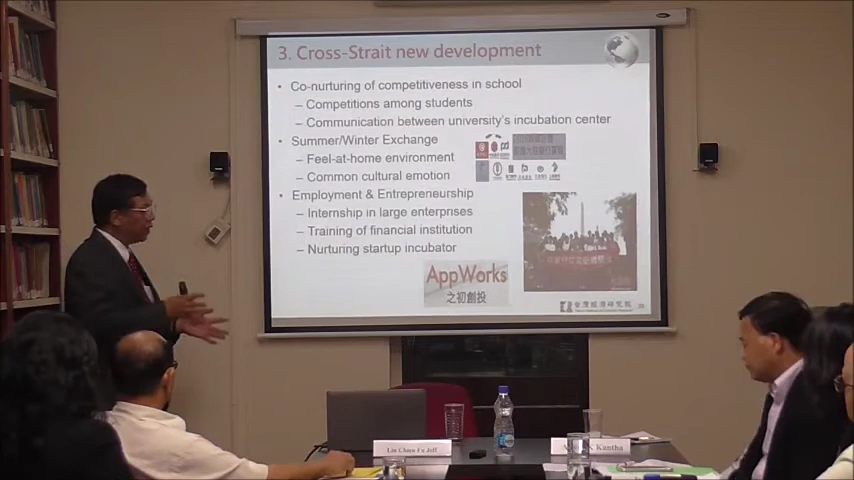 3. Cross-Strait new development
• Co-nurturing of competitiveness in school
– Competitions among students
– Communication between university's incubation center
• Summer/Winter Exchange
– Feel-at-home environment
– Common cultural emotion
• Employment & Entrepreneurship
– Internship in large enterprises
– Training of financial institution
– Nurturing startup incubator
AppWorks
之初創投
台灣經濟研究院
Lin Chaeu Fu Jeff
K Kantha